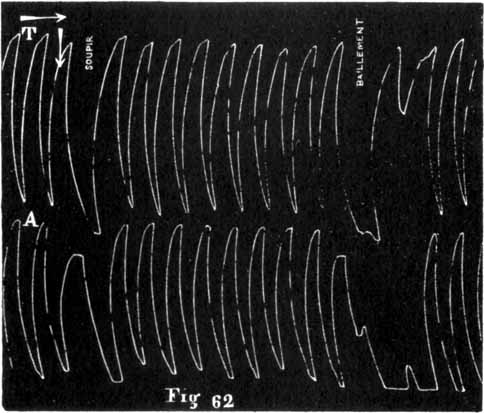 T
SOUPIR
BAILLEMENT
A
Fig 62